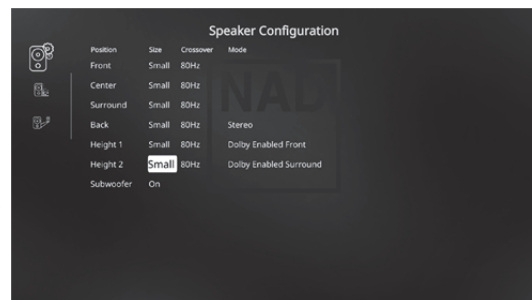 Speaker Configuration
Position Size Crossover Mode
Front Small 80Hz
Center Small 80Hz
Surround Small 80Hz
Back Small 80Hz Stereo
Height 1 Small 80Hz Dolby Enabled Front
Height 2 Small 80Hz Dolby Enabled Surround
Subwoofer On
NAD